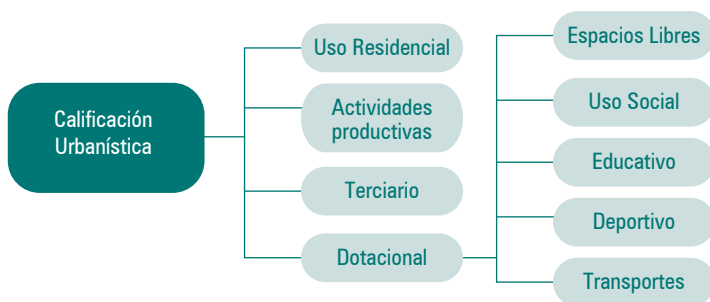 Calificación
Urbanística
Uso Residencial
Actividades
productivas
Terciario
Dotacional
Espacios Libres
Uso Social
Educativo
Deportivo
Transportes